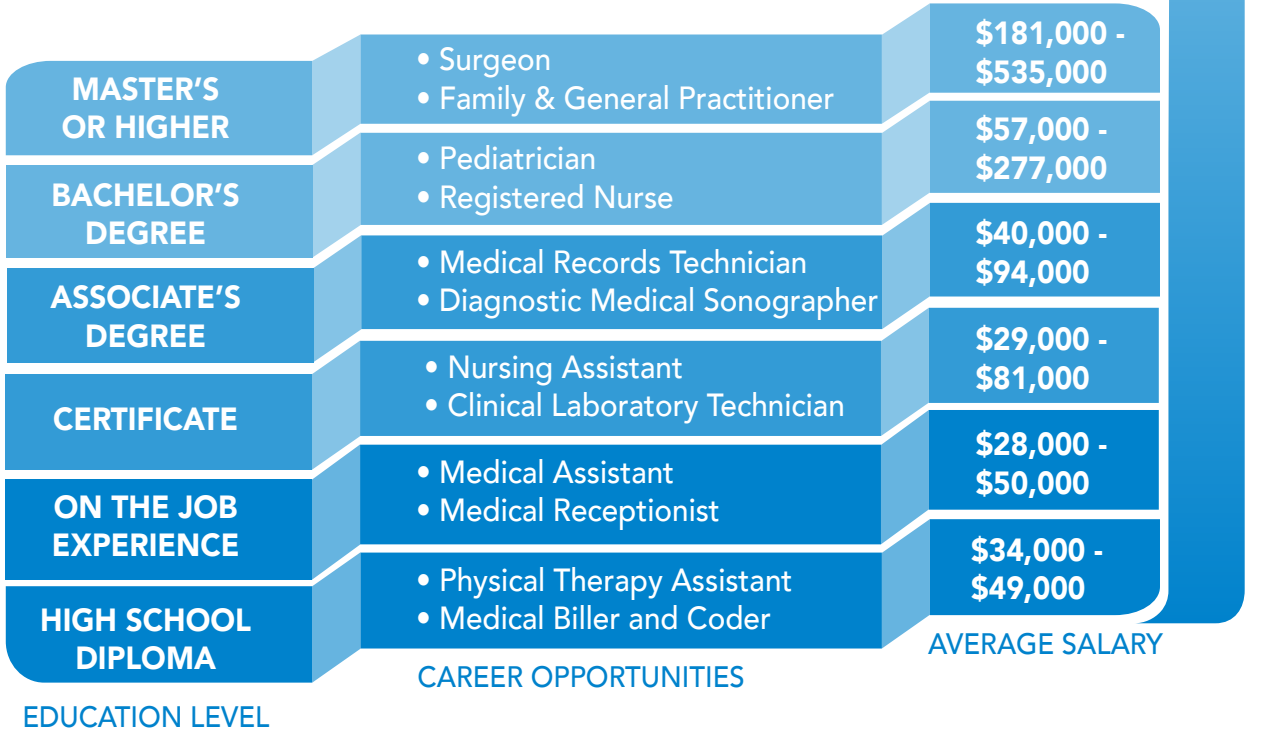 MASTER'S
OR HIGHER
• Surgeon
• Family & General Practitioner
$181,000 -
$535,000
BACHELOR'S
DEGREE
• Pediatrician
• Registered Nurse
$57,000 -
$277,000
ASSOCIATE'S
DEGREE
• Medical Records Technician
• Diagnostic Medical Sonographer
$40,000 -
$94,000
CERTIFICATE
• Nursing Assistant
• Clinical Laboratory Technician
$29,000 -
$81,000
ON THE JOB
EXPERIENCE
• Medical Assistant
• Medical Receptionist
$28,000 -
$50,000
HIGH SCHOOL
DIPLOMA
• Physical Therapy Assistant
• Medical Biller and Coder
$34,000 -
$49,000
EDUCATION LEVEL
CAREER OPPORTUNITIES
AVERAGE SALARY